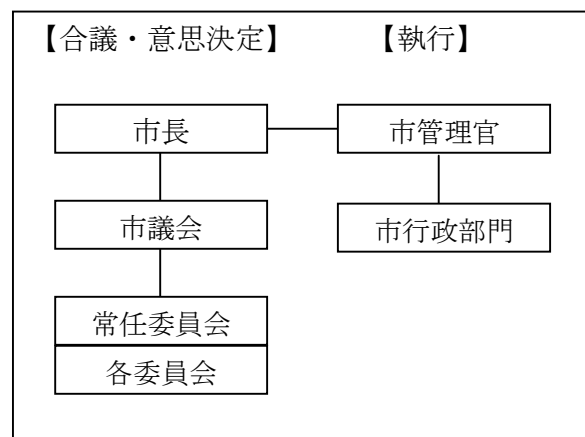 【合議・意思決定】 【執行】
市長 市管理官
市議会 市行政部門
常任委員会
各委員会